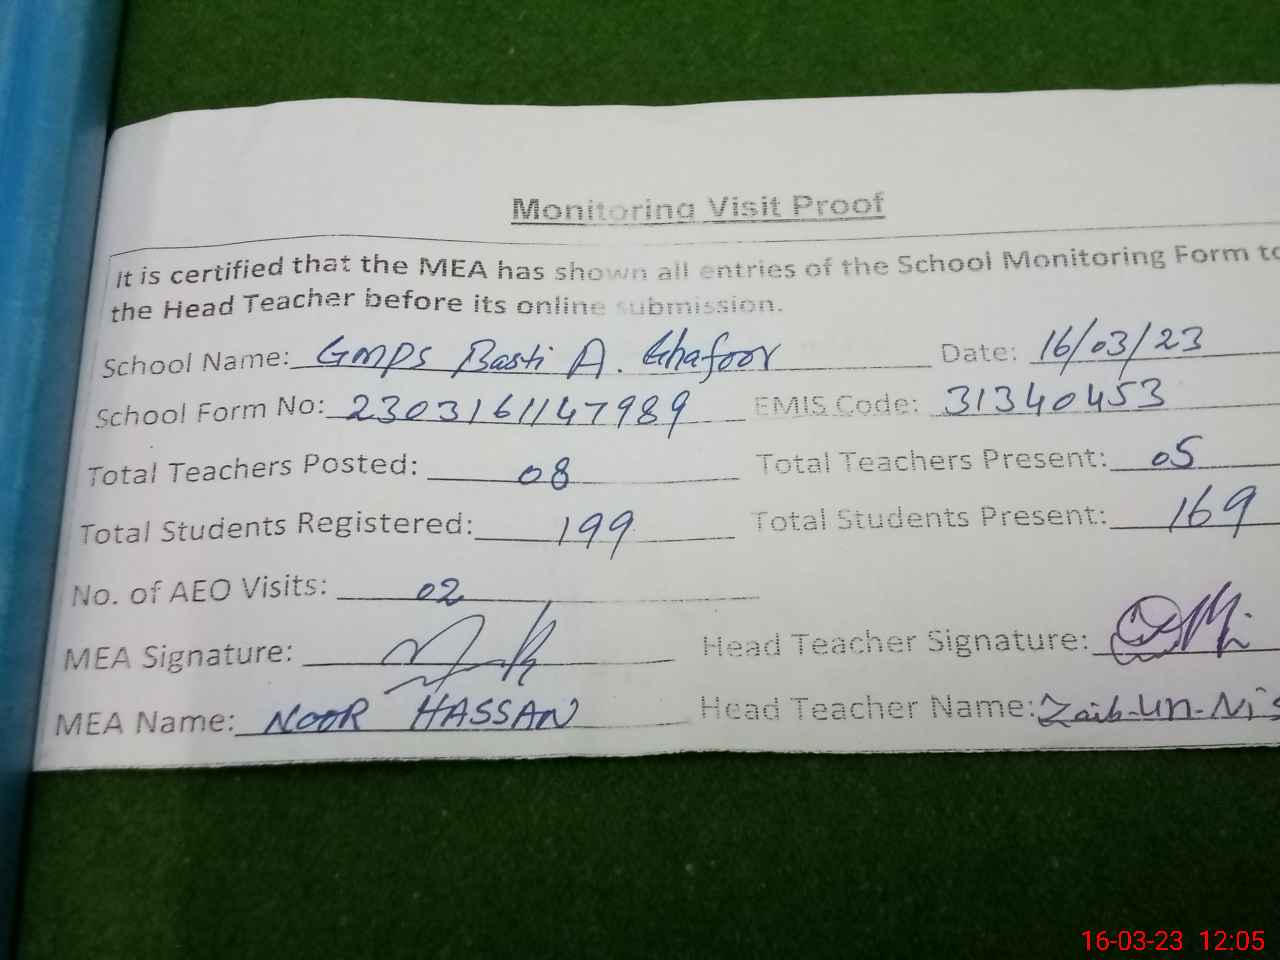 Monitoring Visit Proof
It is certified that the MEA has shown all entries of the School Monitoring Form to
the Head Teacher before its online submission.
School Name: GMPS Basti A. Ghafoor Date: 16/03/23
School Form No: 2303161147989 EMIS Code: 31340453
Total Teachers Posted: 08 Total Teachers Present: 05
Total Students Registered: 199 Total Students Present: 169
No. of AEO Visits: 02
MEA Signature: Head Teacher Signature:
MEA Name: NOOR HASSAN Head Teacher Name: Zaib-un-Nis
16-03-23 12:05